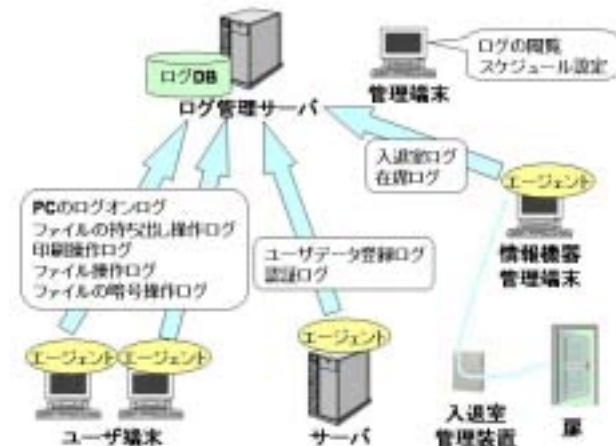 ログDB
ログ管理サーバ
ログの閲覧
スケジュール設定
管理端末
入退室ログ
在席ログ
エージェント
情報機器
管理端末
PCのログオンログ
ファイルの持ち出し操作ログ
印刷操作ログ
ファイル操作ログ
ファイルの暗号操作ログ
ユーザデータ登録ログ
認証ログ
エージェント
エージェント
ユーザ端末
エージェント
サーバ
入退室
管理装置
扉